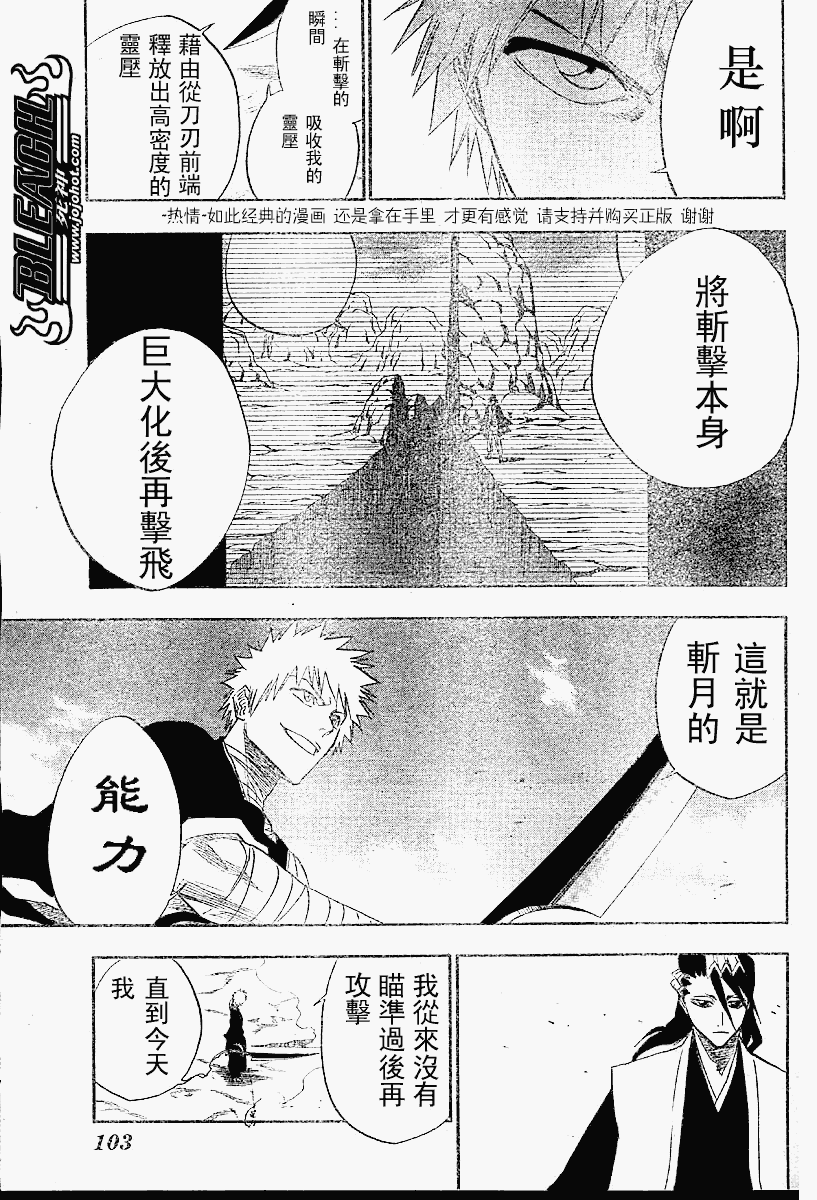 是啊
…在斬擊的
瞬間
吸收我的
靈壓
藉由從刀刃前端
釋放出高密度的
靈壓
BLEACH
死神
www.jojohot.com
-热情-如此经典的漫画 还是拿在手里 才更有感觉 请支持并购买正版 谢谢
將斬擊本身
巨大化後再擊飛
這就是
斬月的
能力
我從來沒有
瞄準過後再
攻擊
直到今天
我
103